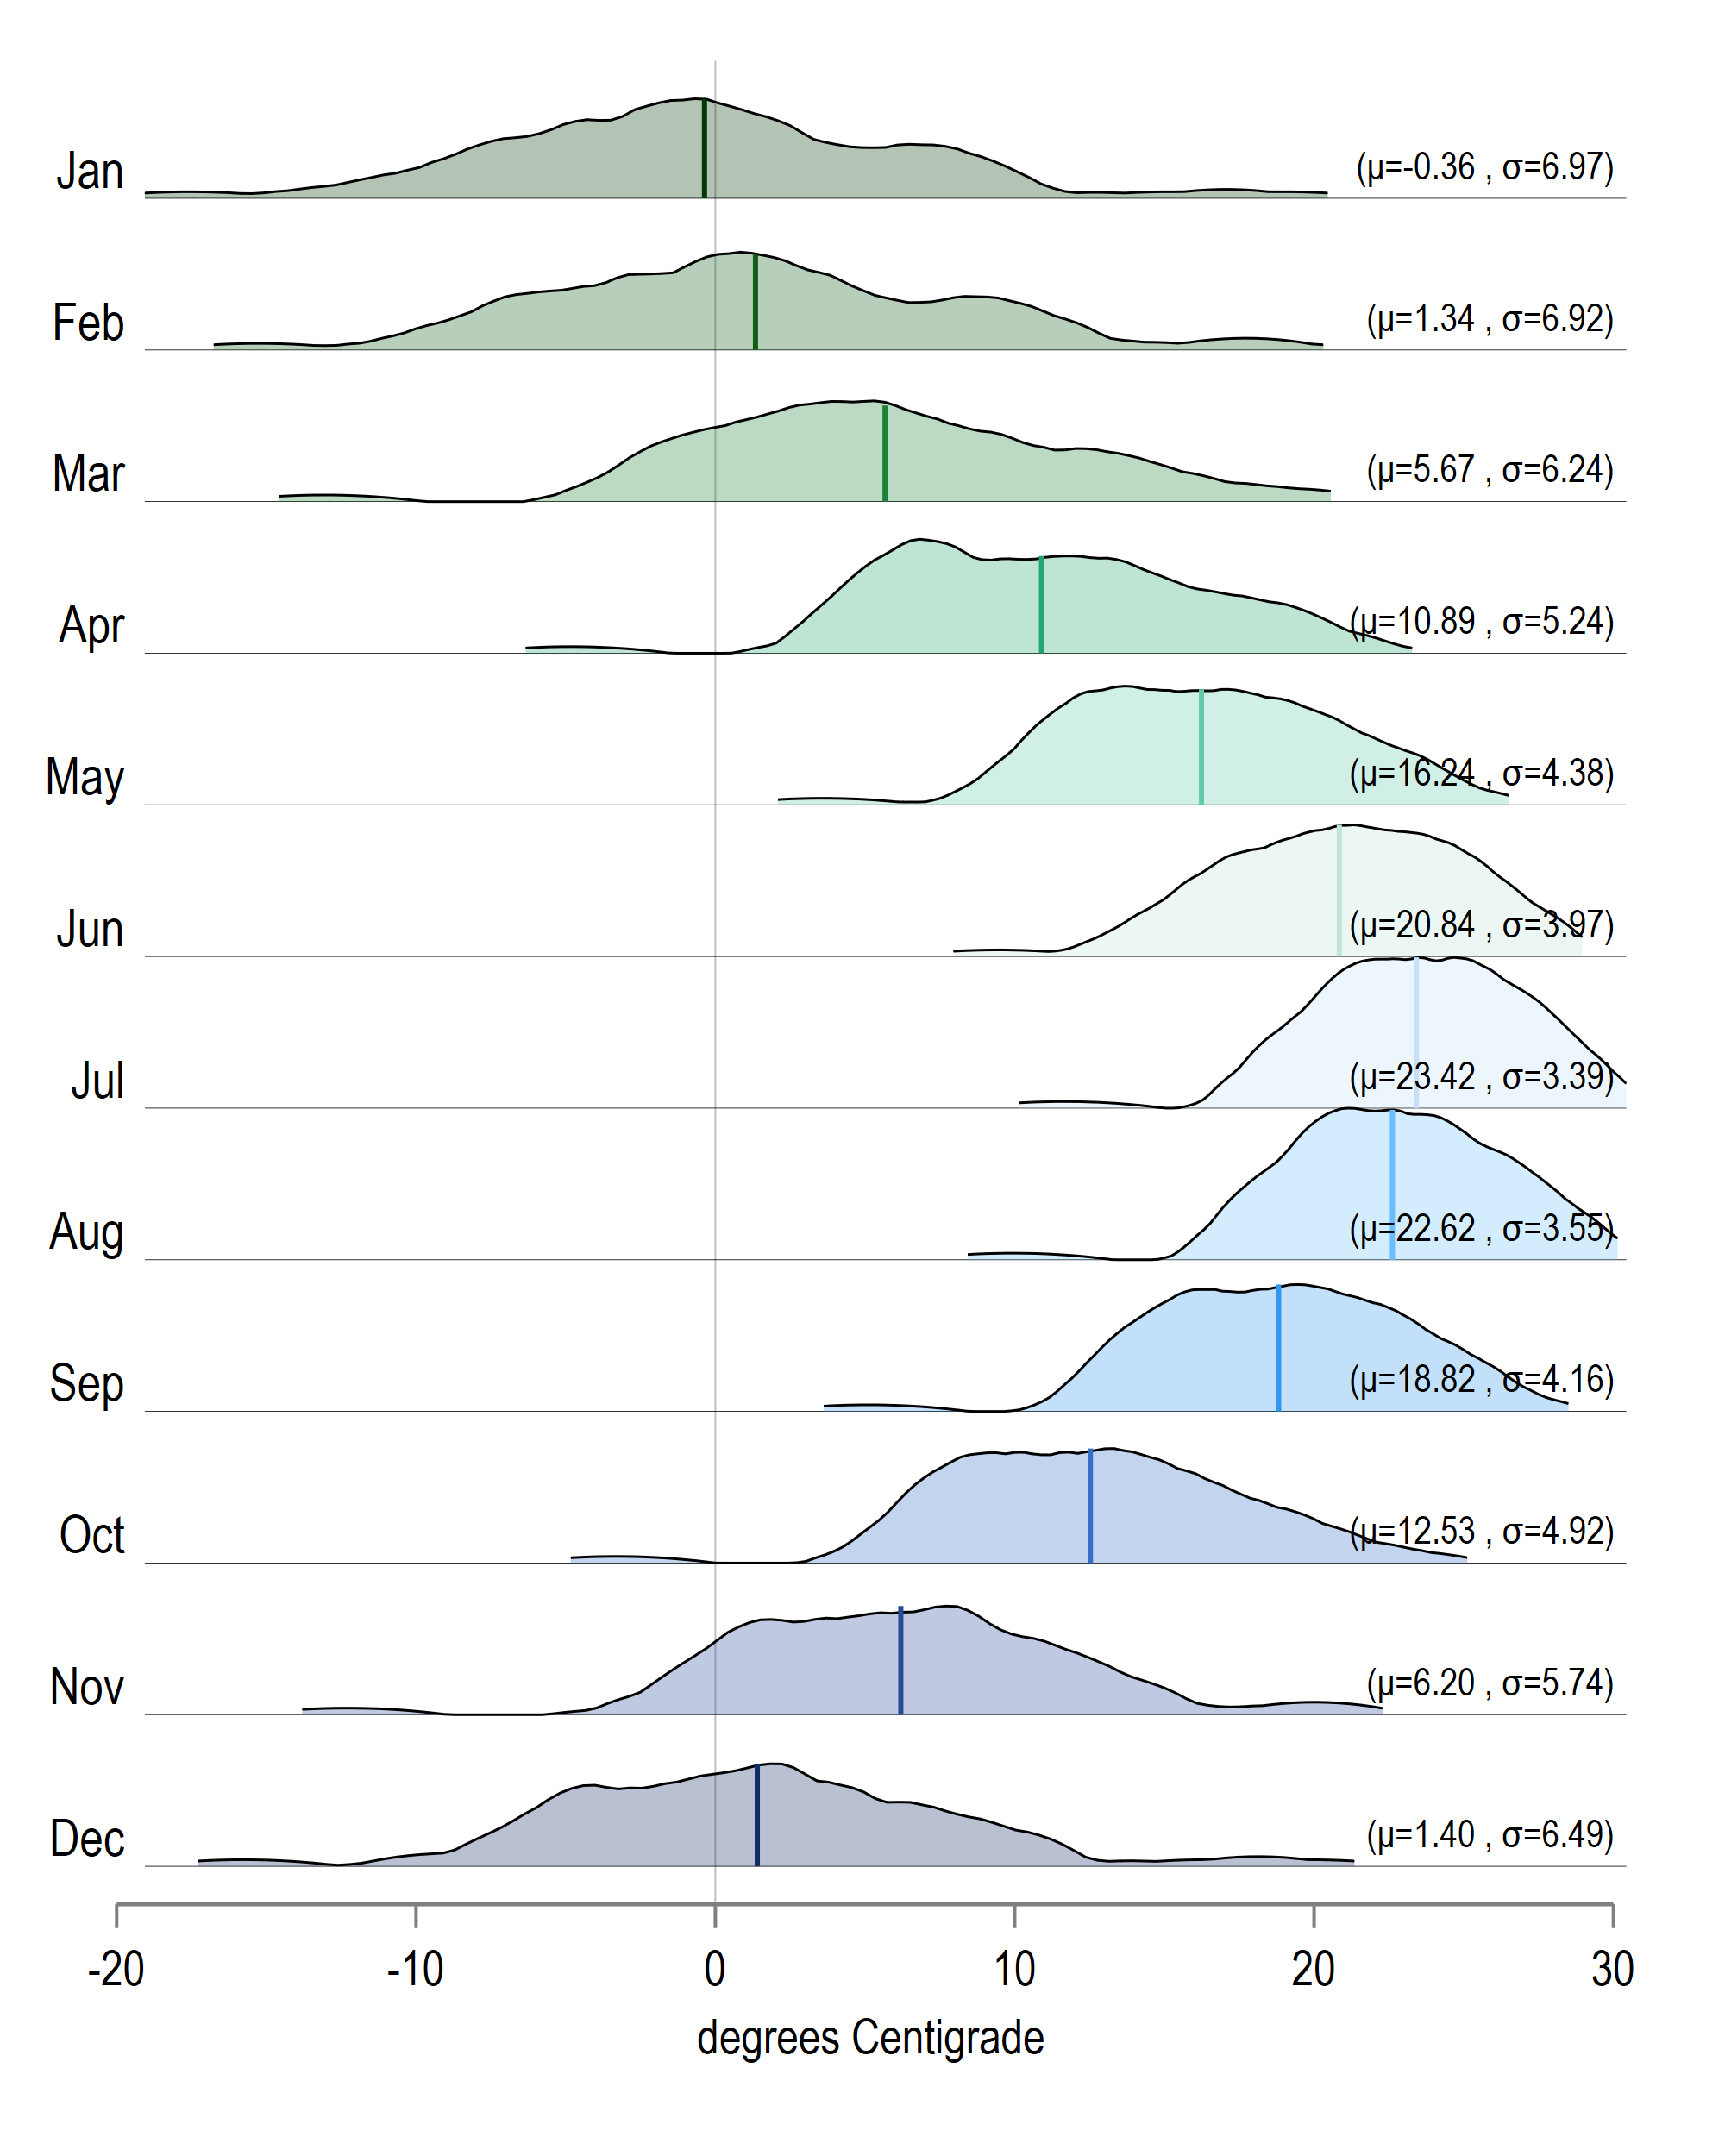 Jan (μ=-0.36 , σ=6.97)
Feb (μ=1.34 , σ=6.92)
Mar (μ=5.67 , σ=6.24)
Apr (μ=10.89 , σ=5.24)
May (μ=16.24 , σ=4.38)
Jun (μ=20.84 , σ=3.97)
Jul (μ=23.42 , σ=3.39)
Aug (μ=22.62 , σ=3.55)
Sep (μ=18.82 , σ=4.16)
Oct (μ=12.53 , σ=4.92)
Nov (μ=6.20 , σ=5.74)
Dec (μ=1.40 , σ=6.49)
-20 -10 0 10 20 30
degrees Centigrade